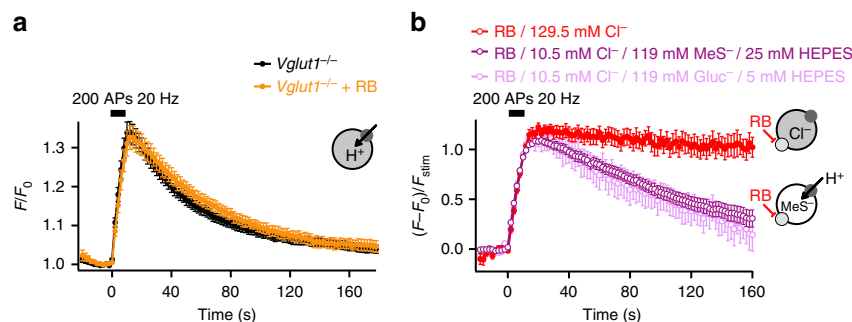 a
Vglut1–/–
Vglut1–/– + RB
200 APs 20 Hz
H+
F/F0
1.3
1.2
1.1
1.0
0 40 80 120 160
Time (s)
b
RB / 129.5 mM Cl–
RB / 10.5 mM Cl– / 119 mM MeS– / 25 mM HEPES
RB / 10.5 mM Cl– / 119 mM Gluc– / 5 mM HEPES
200 APs 20 Hz
RB
Cl–
RB
H+
MeS–
(F–F0)/Fstim
1.0
0.5
0.0
0 40 80 120 160
Time (s)